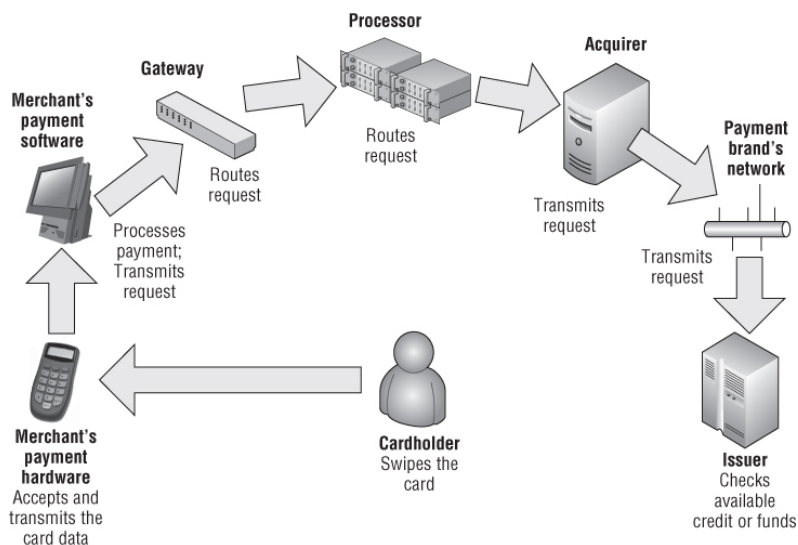 Processor
Acquirer
Gateway
Merchant's
payment
software
Payment
brand's
network
Routes
request
Routes
request
Transmits
request
Processes
payment;
Transmits
request
Transmits
request
Merchant's
payment
hardware
Accepts and
transmits the
card data
Cardholder
Swipes the
card
Issuer
Checks
available
credit or funds